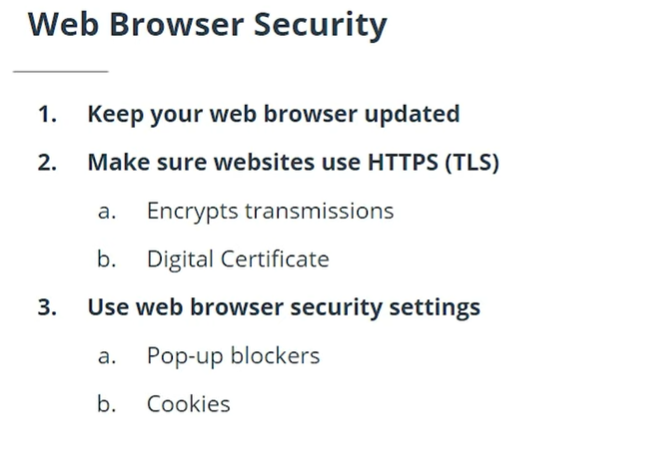 Web Browser Security
1. Keep your web browser updated
2. Make sure websites use HTTPS (TLS)
a. Encrypts transmissions
b. Digital Certificate
3. Use web browser security settings
a. Pop-up blockers
b. Cookies